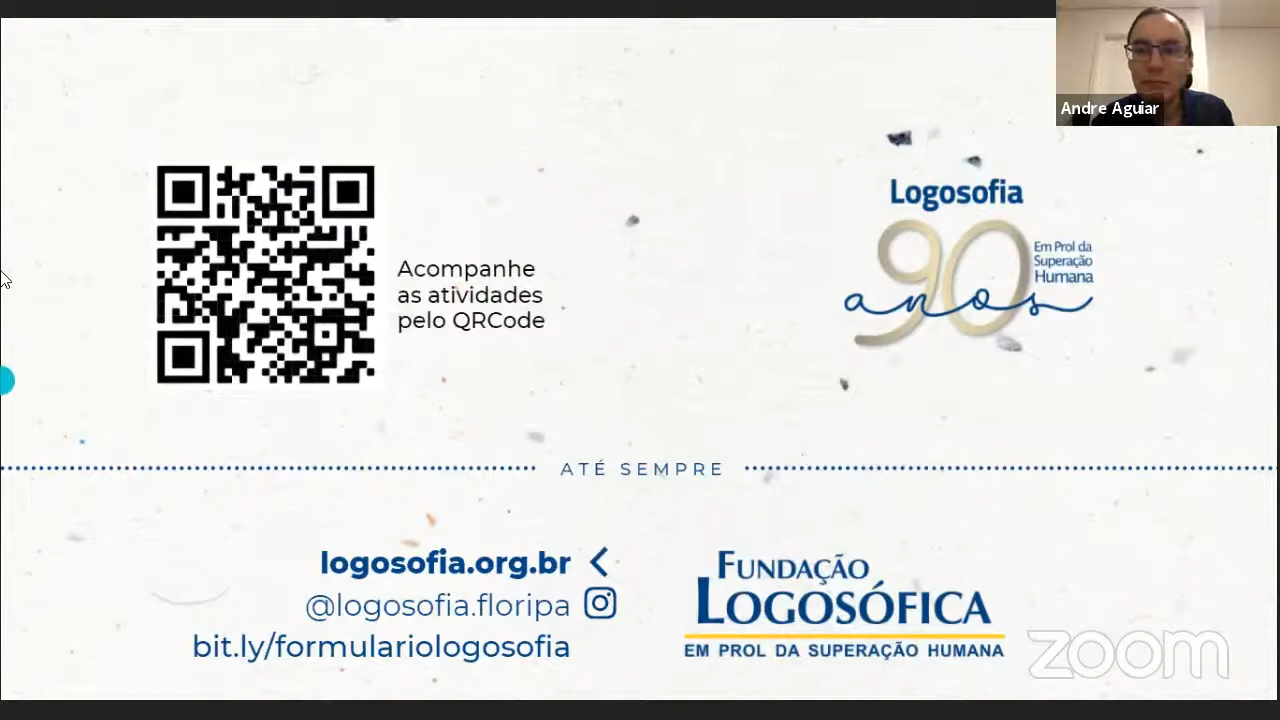 Andre Aguiar
Logosofia
90
anos
Em Prol da
Superação
Humana
Acompanhe
as atividades
pelo QRCode
ATÉ SEMPRE
logosofia.org.br
@logosofia.floripa
bit.ly/formulariologosofia
FUNDAÇÃO
LOGOSÓFICA
EM PROL DA SUPERAÇÃO HUMANA
zoom